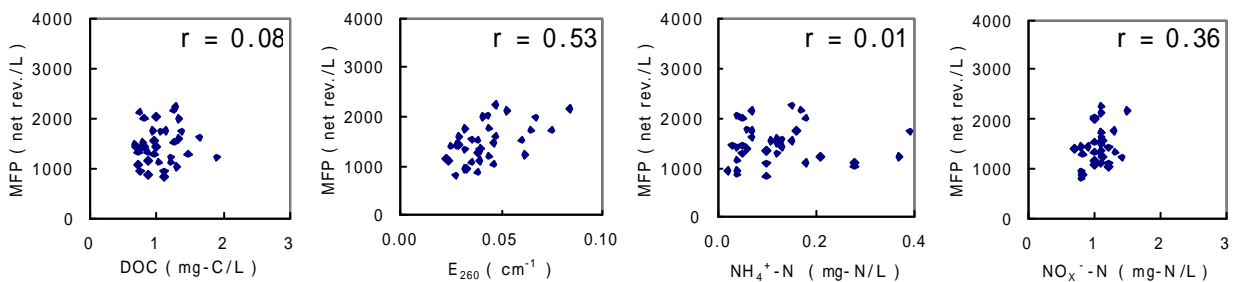 4000
3000
2000
1000
0
MFP ( net rev./L )
r = 0.08
0 1 2 3
DOC ( mg-C/L )
4000
3000
2000
1000
0
MFP ( net rev./L )
r = 0.53
0.00 0.05 0.10
E₂₆₀ ( cm⁻¹ )
4000
3000
2000
1000
0
MFP ( net rev./L )
r = 0.01
0.0 0.2 0.4
NH₄⁺-N ( mg-N/L )
4000
3000
2000
1000
0
MFP ( net rev./L )
r = 0.36
0 1 2 3
NOₓ⁻-N ( mg-N/L )